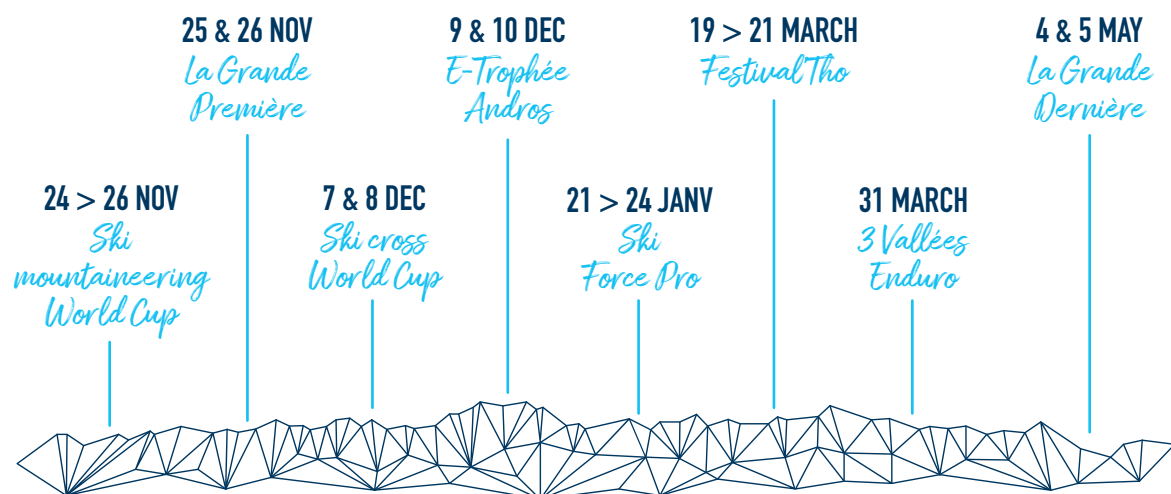 24 > 26 NOV
Ski
mountaineering
World Cup
25 & 26 NOV
La Grande
Première
7 & 8 DEC
Ski cross
World Cup
9 & 10 DEC
E-Trophée
Andros
21 > 24 JANV
Ski
Force Pro
19 > 21 MARCH
Festival'Tho
31 MARCH
3 Vallées
Enduro
4 & 5 MAY
La Grande
Dernière